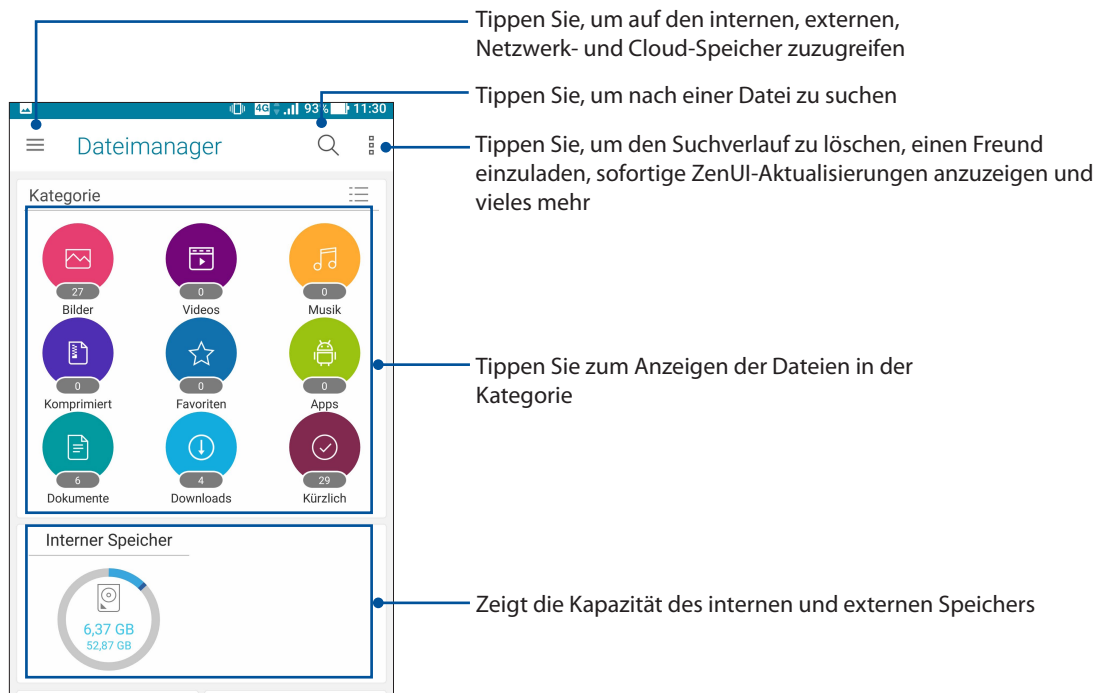 Tippen Sie, um auf den internen, externen,
Netzwerk- und Cloud-Speicher zuzugreifen
Tippen Sie, um nach einer Datei zu suchen
4G 93% 11:30
Dateimanager
Tippen Sie, um den Suchverlauf zu löschen, einen Freund
einzuladen, sofortige ZenUI-Aktualisierungen anzuzeigen und
vieles mehr
Kategorie
27 0 0
Bilder Videos Musik
0 0 0
Komprimiert Favoriten Apps
Tippen Sie zum Anzeigen der Dateien in der
Kategorie
6 4 29
Dokumente Downloads Kürzlich
Interner Speicher
6,37 GB
52,87 GB
Zeigt die Kapazität des internen und externen Speichers